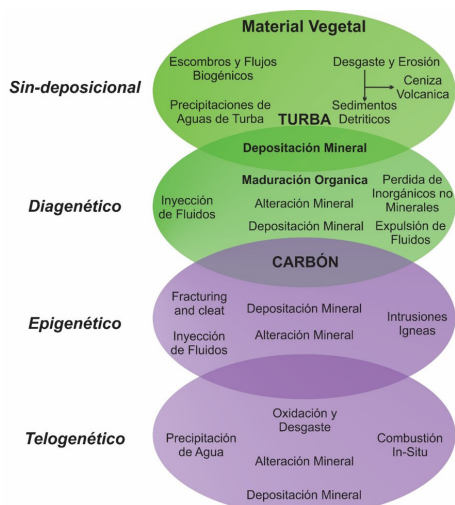 Material Vegetal
Escombros y Flujos
Biogénicos
Desgaste y Erosión
Ceniza
Volcanica
Sin-deposicional
Precipitaciones de
Aguas de Turba
Sedimentos
Detriticos
TURBA
Depositación Mineral
Maduración Organica
Perdida de
Inorgánicos no
Minerales
Diagenético
Inyección
de Fluidos
Alteración Mineral
Depositación Mineral
Expulsión de
Fluidos
CARBÓN
Fracturing
and cleat
Depositación Mineral
Intrusiones
Igneas
Epigenético
Inyección
de Fluidos
Alteración Mineral
Oxidación y
Desgaste
Telogenético
Precipitación
de Agua
Combustión
In-Situ
Alteración Mineral
Depositación Mineral